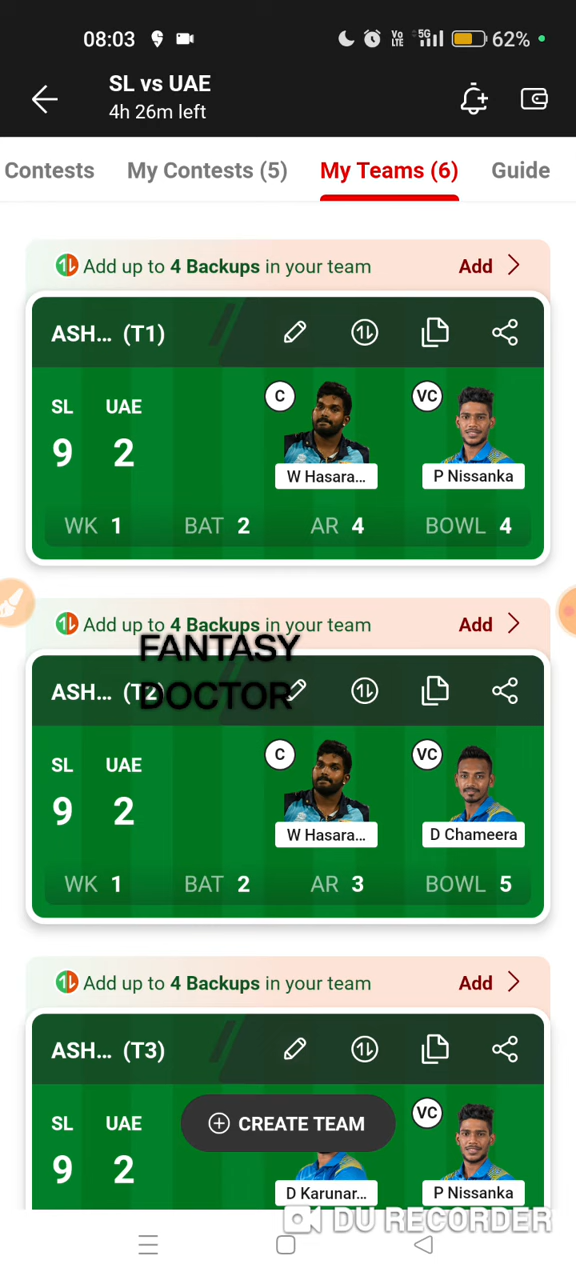 08:03 Vo LTE 5G 62%
SL vs UAE
4h 26m left
Contests My Contests (5) My Teams (6) Guide
Add up to 4 Backups in your team Add
ASH... (T1)
C VC
SL UAE
9 2
W Hasara... P Nissanka
WK 1 BAT 2 AR 4 BOWL 4
Add up to 4 Backups in your team Add
FANTASY
ASH... (T2)
DOCTOR
C VC
SL UAE
9 2
W Hasara... D Chameera
WK 1 BAT 2 AR 3 BOWL 5
Add up to 4 Backups in your team Add
ASH... (T3)
VC
SL UAE CREATE TEAM
9 2
D Karunar... P Nissanka
DU RECORDER